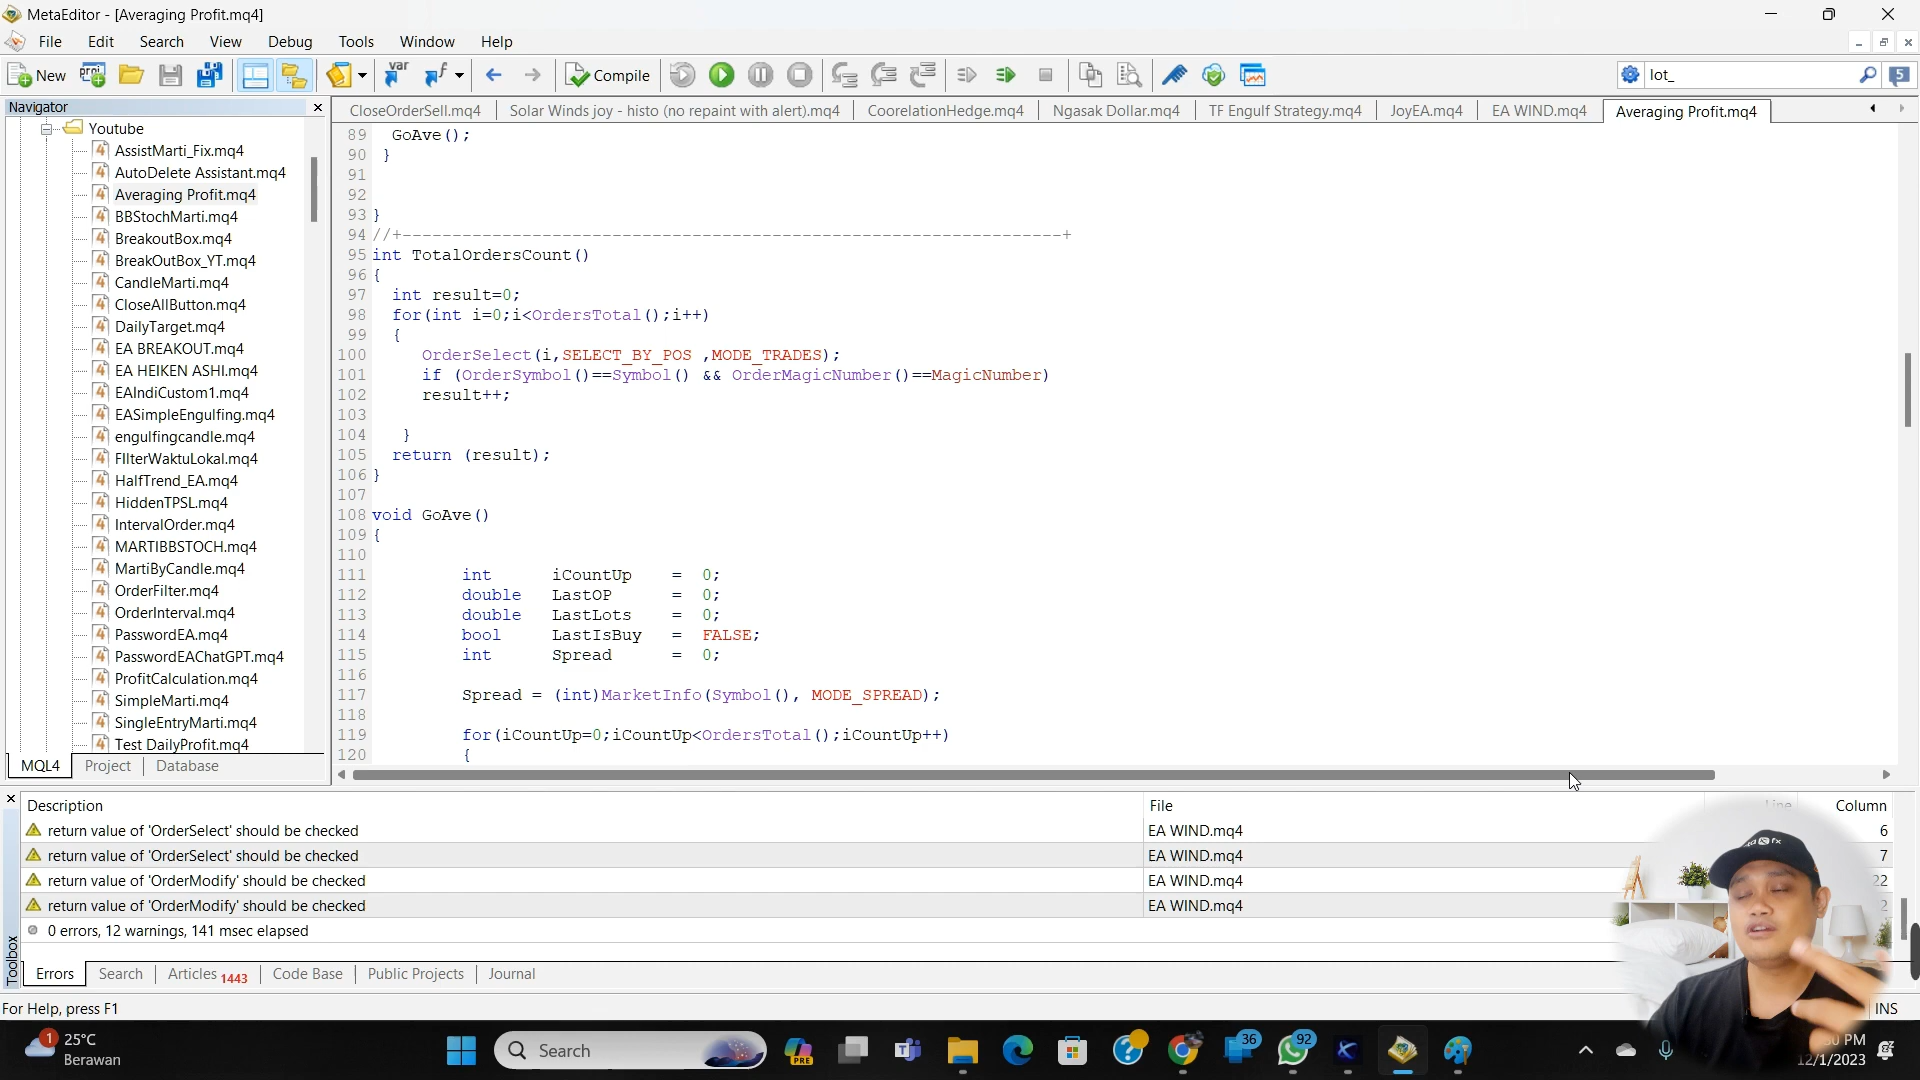 MetaEditor - [Averaging Profit.mq4]
File Edit Search View Debug Tools Window Help
New Compile lot_ 5
Navigator
CloseOrderSell.mq4 Solar Winds joy - histo (no repaint with alert).mq4 CoorelationHedge.mq4 Ngasak Dollar.mq4 TF Engulf Strategy.mq4 JoyEA.mq4 EA WIND.mq4 Averaging Profit.mq4
Youtube
AssistMarti_Fix.mq4
AutoDelete Assistant.mq4
Averaging Profit.mq4
BBStochMarti.mq4
BreakoutBox.mq4
BreakOutBox_YT.mq4
CandleMarti.mq4
CloseAllButton.mq4
DailyTarget.mq4
EA BREAKOUT.mq4
EA HEIKEN ASHI.mq4
EAIndiCustom1.mq4
EASimpleEngulfing.mq4
engulfingcandle.mq4
FIlterWaktuLokal.mq4
HalfTrend_EA.mq4
HiddenTPSL.mq4
IntervalOrder.mq4
MARTIBBSTOCH.mq4
MartiByCandle.mq4
OrderFilter.mq4
OrderInterval.mq4
PasswordEA.mq4
PasswordEAChatGPT.mq4
ProfitCalculation.mq4
SimpleMarti.mq4
SingleEntryMarti.mq4
Test DailyProfit.mq4
MQL4 Project Database
89 GoAve();
90 }
91
92
93 }
94 //+------------------------------------------------------------------+
95 int TotalOrdersCount()
96 {
97 int result=0;
98 for(int i=0;i<OrdersTotal();i++)
99 {
100 OrderSelect(i,SELECT_BY_POS ,MODE_TRADES);
101 if (OrderSymbol()==Symbol() && OrderMagicNumber()==MagicNumber)
102 result++;
103
104 }
105 return (result);
106 }
107
108 void GoAve()
109 {
110
111 int iCountUp = 0;
112 double LastOP = 0;
113 double LastLots = 0;
114 bool LastIsBuy = FALSE;
115 int Spread = 0;
116
117 Spread = (int)MarketInfo(Symbol(), MODE_SPREAD);
118
119 for(iCountUp=0;iCountUp<OrdersTotal();iCountUp++)
120 {
Description File Line Column
return value of 'OrderSelect' should be checked EA WIND.mq4 6
return value of 'OrderSelect' should be checked EA WIND.mq4 7
return value of 'OrderModify' should be checked EA WIND.mq4 22
return value of 'OrderModify' should be checked EA WIND.mq4 2
0 errors, 12 warnings, 141 msec elapsed
Toolbox
Errors Search Articles 1443 Code Base Public Projects Journal
For Help, press F1 INS
1 25°C
Berawan
Search
PRE
36
92
PM
12/1/2023